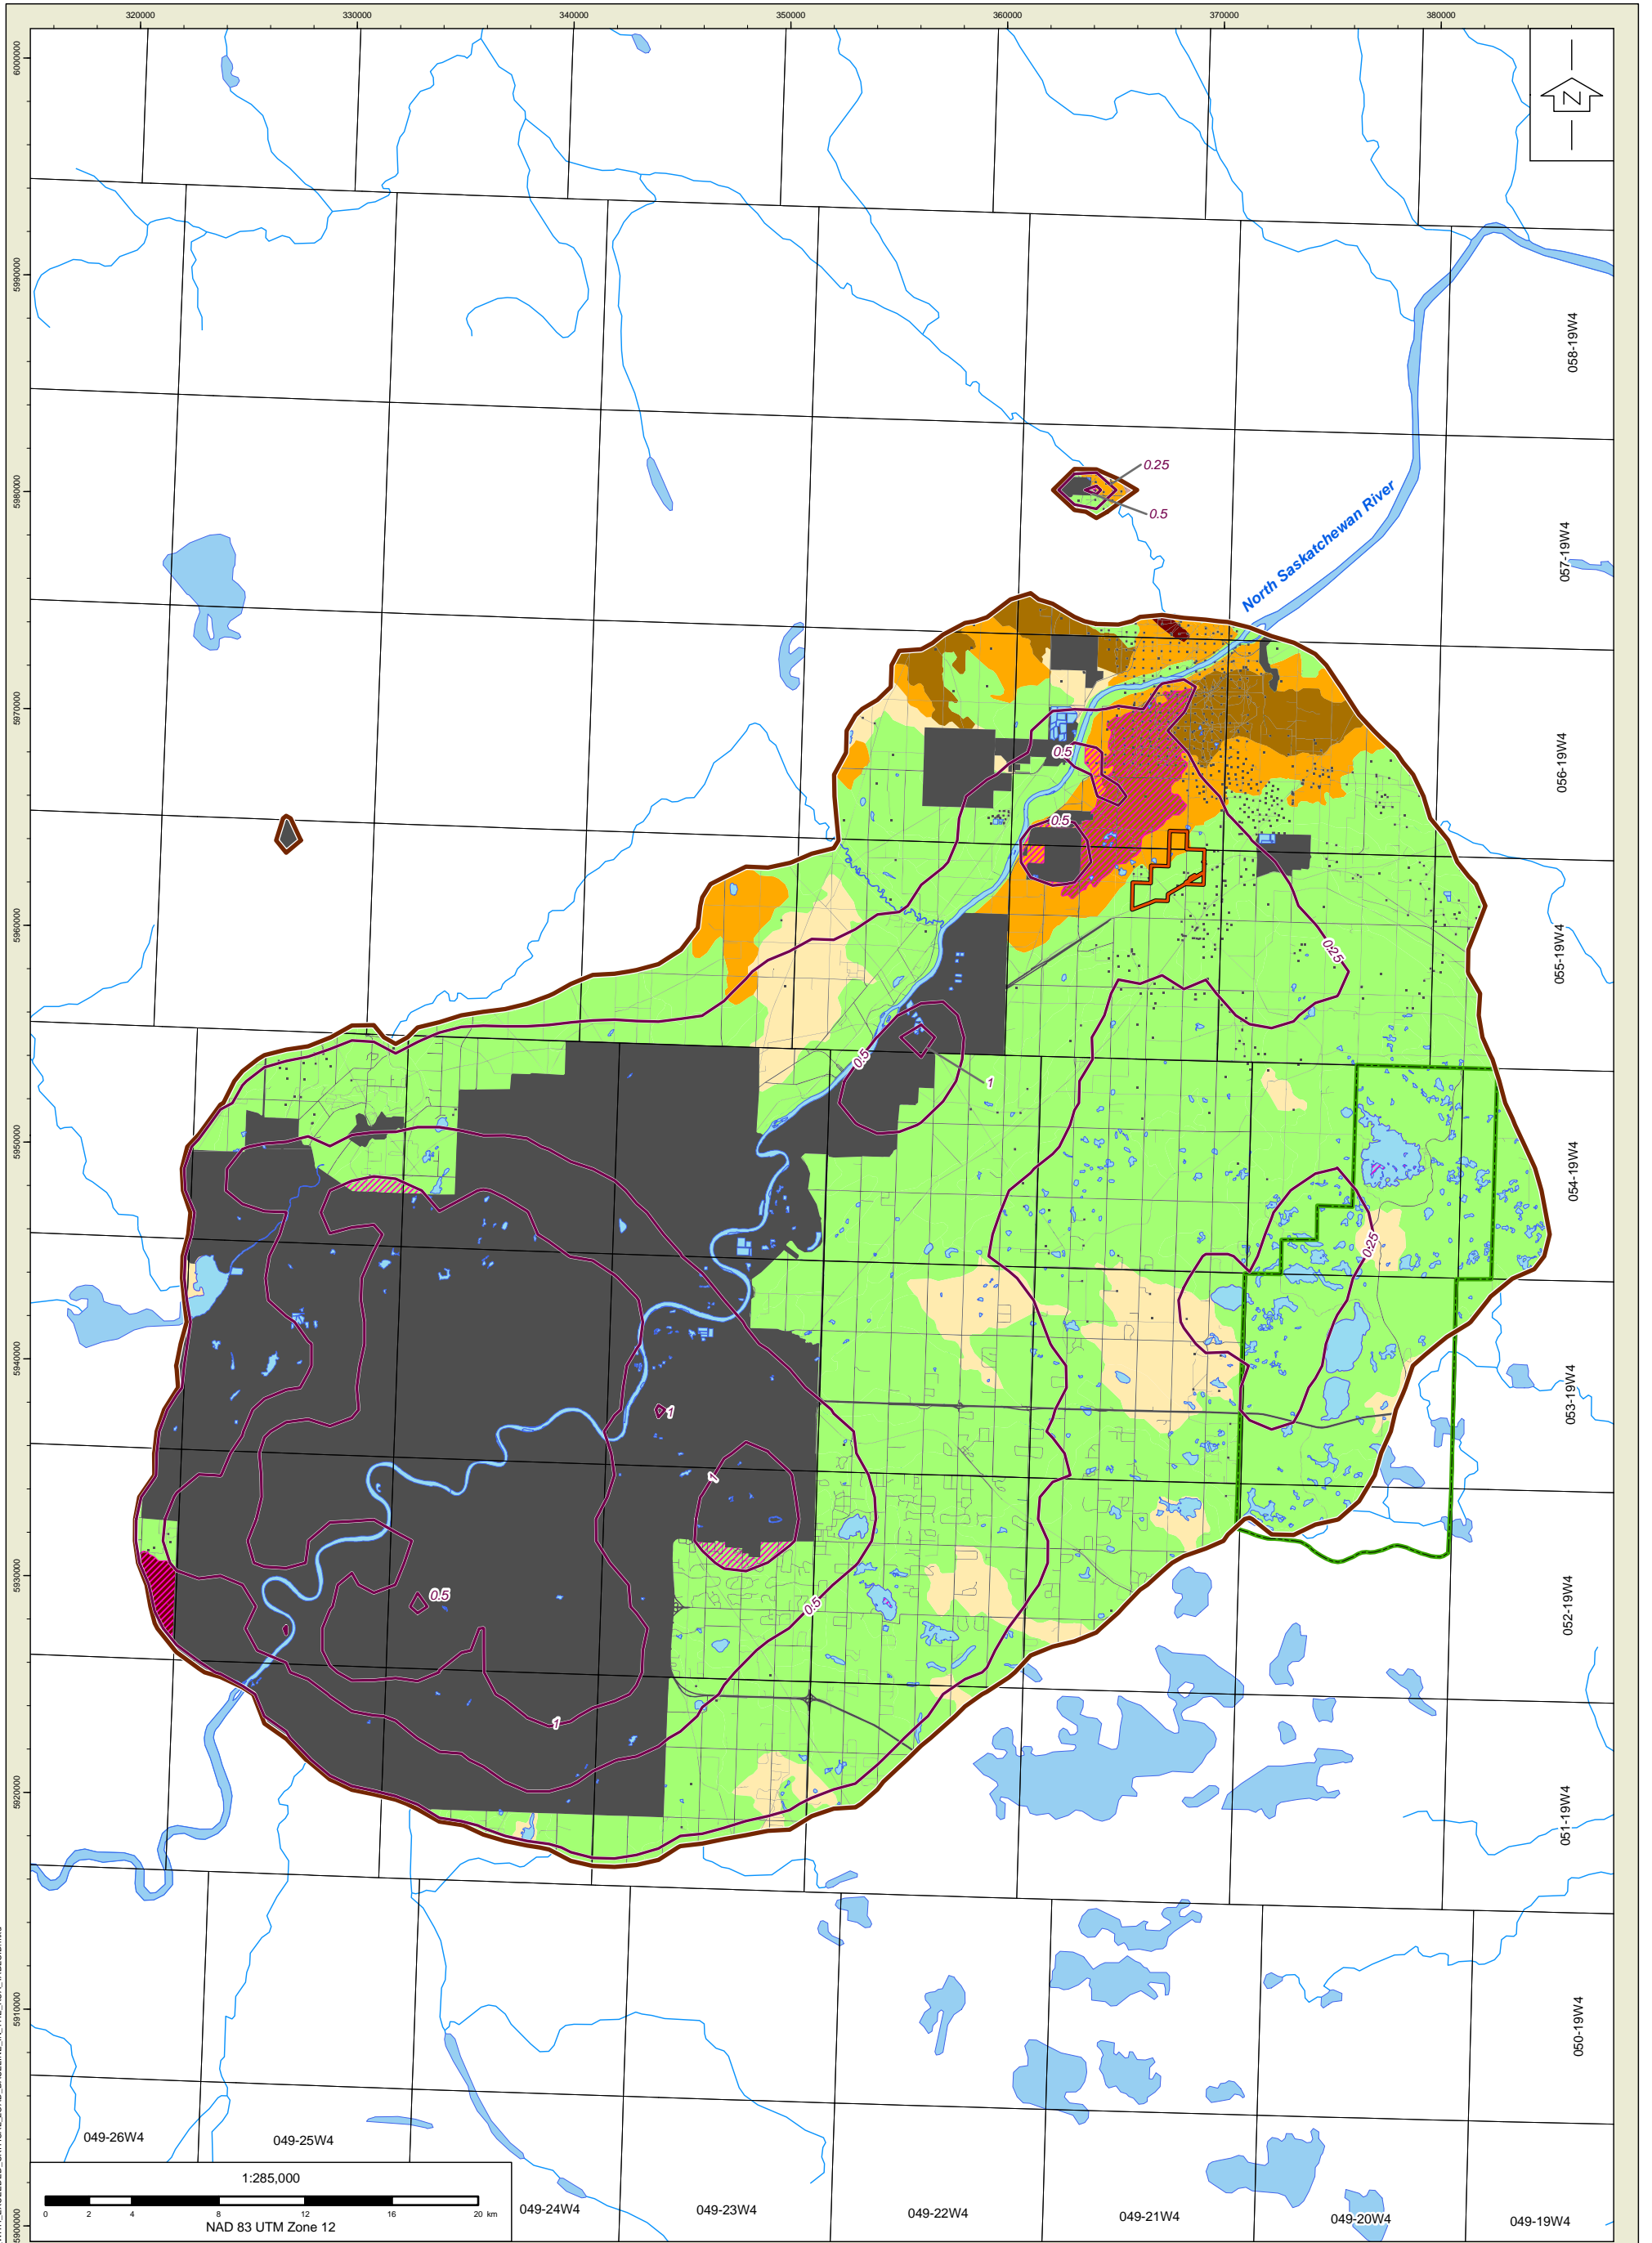 320000 330000 340000 350000 360000 370000 380000
6000000
N
5990000
058-19W4
0.25
5980000
0.5
North Saskatchewan River
057-19W4
5970000
0.5
056-19W4
0.5
5960000
0.25
055-19W4
0.5
1
5950000
054-19W4
0.25
5940000
1
053-19W4
1
5930000
0.5
0.5
052-19W4
1
5920000
051-19W4
5910000
050-19W4
049-26W4
049-25W4
1:285,000
0 2 4 8 12 16 20 km
NAD 83 UTM Zone 12
049-24W4
049-23W4
049-22W4
049-21W4
049-20W4
049-19W4
5900000